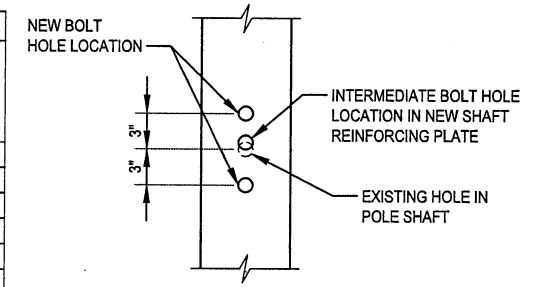 NEW BOLT
HOLE LOCATION
INTERMEDIATE BOLT HOLE
LOCATION IN NEW SHAFT
REINFORCING PLATE
3"
3"
EXISTING HOLE IN
POLE SHAFT